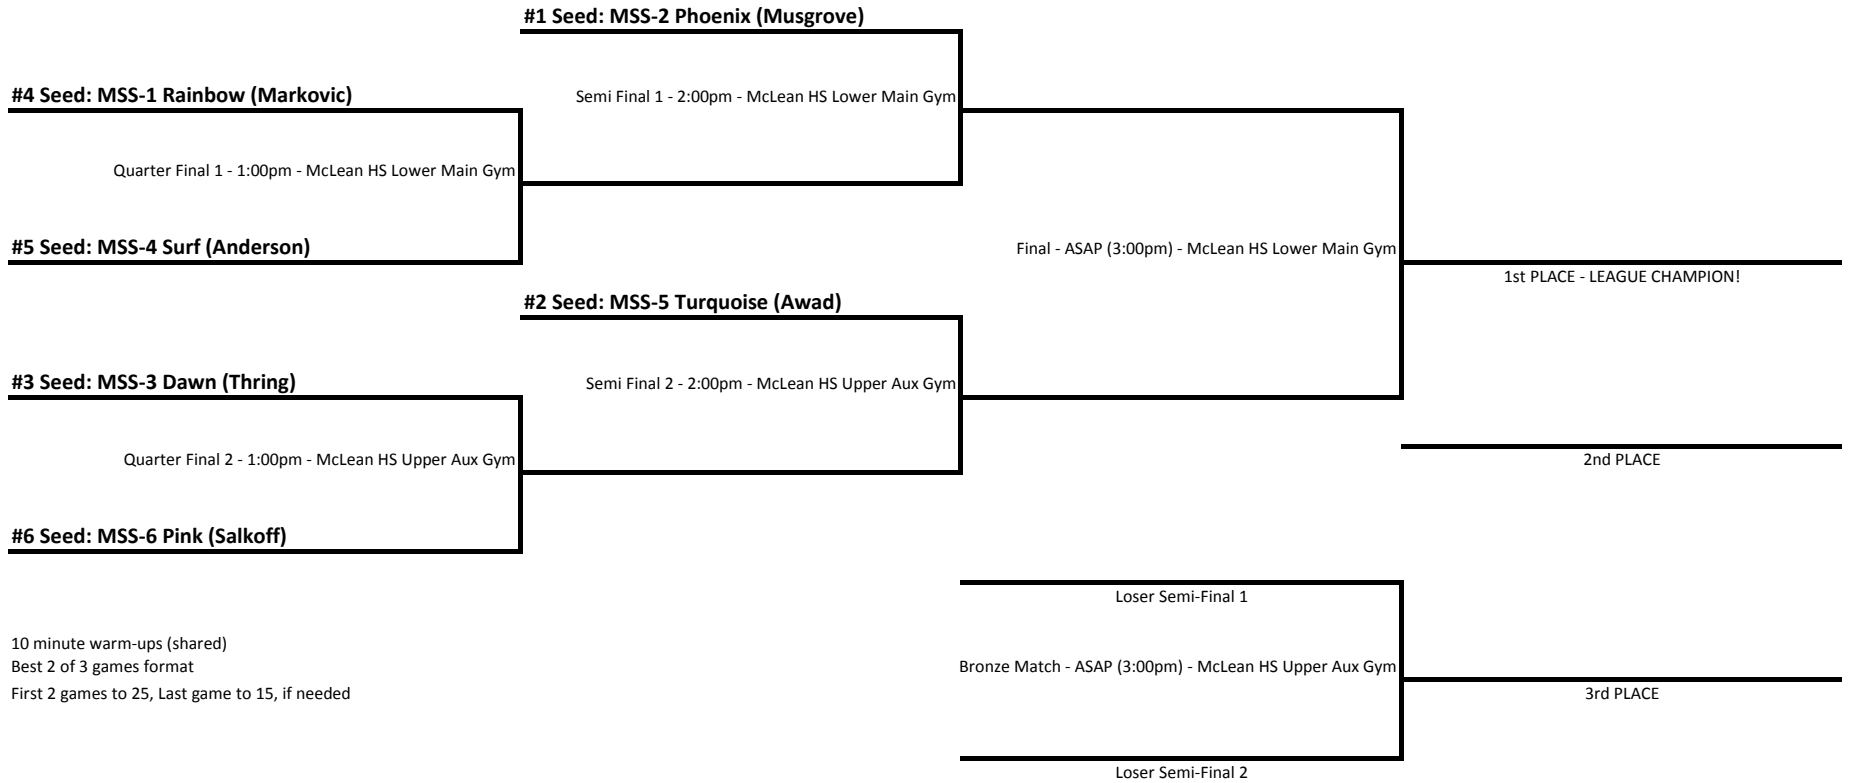 #1 Seed: MSS-2 Phoenix (Musgrove)
#4 Seed: MSS-1 Rainbow (Markovic)
Semi Final 1 - 2:00pm - McLean HS Lower Main Gym
Quarter Final 1 - 1:00pm - McLean HS Lower Main Gym
#5 Seed: MSS-4 Surf (Anderson)
Final - ASAP (3:00pm) - McLean HS Lower Main Gym
1st PLACE - LEAGUE CHAMPION!
#2 Seed: MSS-5 Turquoise (Awad)
#3 Seed: MSS-3 Dawn (Thring)
Semi Final 2 - 2:00pm - McLean HS Upper Aux Gym
Quarter Final 2 - 1:00pm - McLean HS Upper Aux Gym
2nd PLACE
#6 Seed: MSS-6 Pink (Salkoff)
Loser Semi-Final 1
10 minute warm-ups (shared)
Best 2 of 3 games format
Bronze Match - ASAP (3:00pm) - McLean HS Upper Aux Gym
First 2 games to 25, Last game to 15, if needed
3rd PLACE
Loser Semi-Final 2